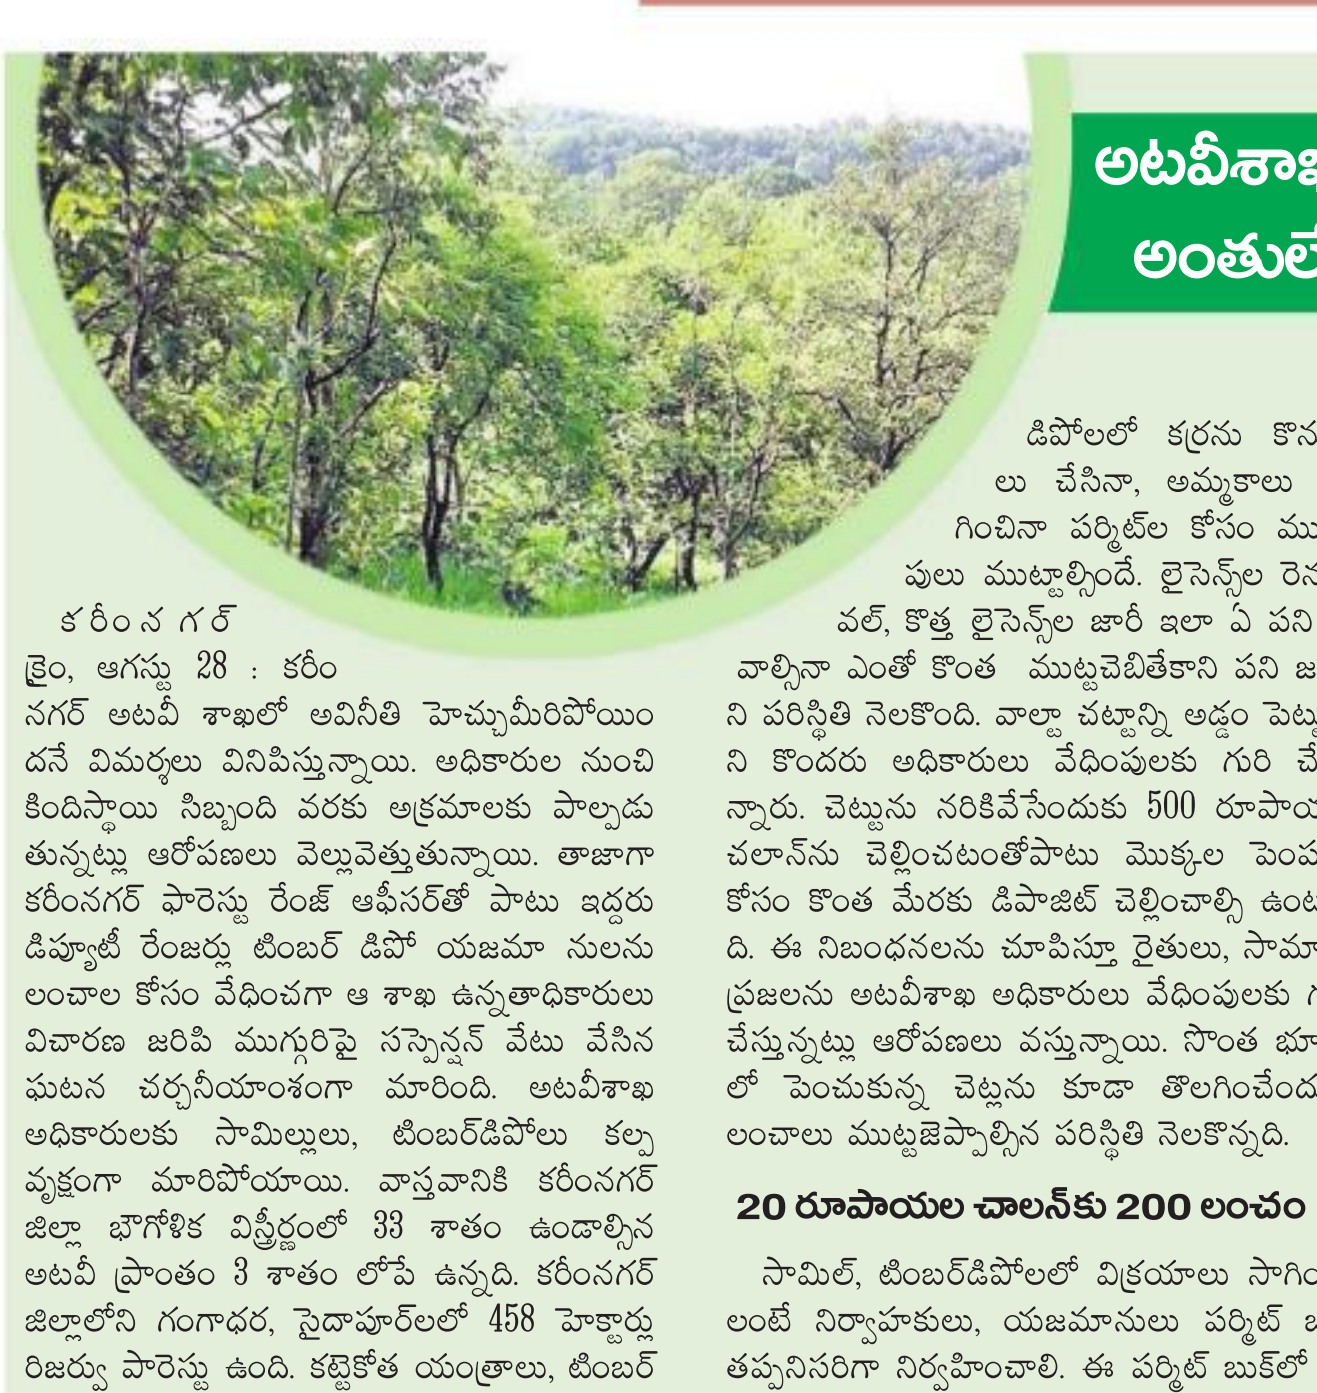 అంతులే
కరీంనగర్
క్రైం, ఆగస్టు 28 : కరీం
నగర్ అటవీ శాఖలో అవినీతి హెచ్చుమీరిపోయిం
దనే విమర్శలు వినిపిస్తున్నాయి. అధికారుల నుంచి
కిందిస్థాయి సిబ్బంది వరకు అక్రమాలకు పాల్పడు
తున్నట్లు ఆరోపణలు వెల్లువెత్తుతున్నాయి. తాజాగా
కరీంనగర్ ఫారెస్టు రేంజ్ ఆఫీసర్‌తో పాటు ఇద్దరు
డిప్యూటీ రేంజర్లు టింబర్ డిపో యజమా నులను
లంచాల కోసం వేధించగా ఆ శాఖ ఉన్నతాధికారులు
విచారణ జరిపి ముగ్గురిపై సస్పెన్షన్ వేటు వేసిన
ఘటన చర్చనీయాంశంగా మారింది. అటవీశాఖ
అధికారులకు సామిల్లులు, టింబర్‌డిపోలు కల్ప
వృక్షంగా మారిపోయాయి. వాస్తవానికి కరీంనగర్
జిల్లా భౌగోళిక విస్తీర్ణంలో 33 శాతం ఉండాల్సిన
అటవీ ప్రాంతం 3 శాతం లోపే ఉన్నది. కరీంనగర్
జిల్లాలోని గంగాధర, సైదాపూర్‌లలో 458 హెక్టార్లు
రిజర్వు పారెస్టు ఉంది. కట్టెకోత యంత్రాలు, టింబర్
డిపోలలో కర్రను కొన
లు చేసినా, అమ్మకాలు
గించినా పర్మిట్‌ల కోసం ము
పులు ముట్టాల్సిందే. లైసెన్స్‌ల రెన
వల్, కొత్త లైసెన్స్‌ల జారీ ఇలా ఏ పని
వాల్సినా ఎంతో కొంత ముట్టచెబితేకాని పని జ
ని పరిస్థితి నెలకొంది. వాల్టా చట్టాన్ని అడ్డం పెట్టు
ని కొందరు అధికారులు వేధింపులకు గురి చే
న్నారు. చెట్టును నరికివేసేందుకు 500 రూపాయ
చలాన్‌ను చెల్లించటంతోపాటు మొక్కల పెంప
కోసం కొంత మేరకు డిపాజిట్ చెల్లించాల్సి ఉంట
ది. ఈ నిబంధనలను చూపిస్తూ రైతులు, సామా
ప్రజలను అటవీశాఖ అధికారులు వేధింపులకు గ
చేస్తున్నట్లు ఆరోపణలు వస్తున్నాయి. సొంత భూ
లో పెంచుకున్న చెట్లను కూడా తొలగించేందు
లంచాలు ముట్టజెప్పాల్సిన పరిస్థితి నెలకొన్నది.
20 రూపాయల చాలన్‌కు 200 లంచం
సామిల్, టింబర్‌డిపోలలో విక్రయాలు సాగిం
లంటే నిర్వాహకులు, యజమానులు పర్మిట్
తప్పనిసరిగా నిర్వహించాలి. ఈ పర్మిట్ బుక్‌లో